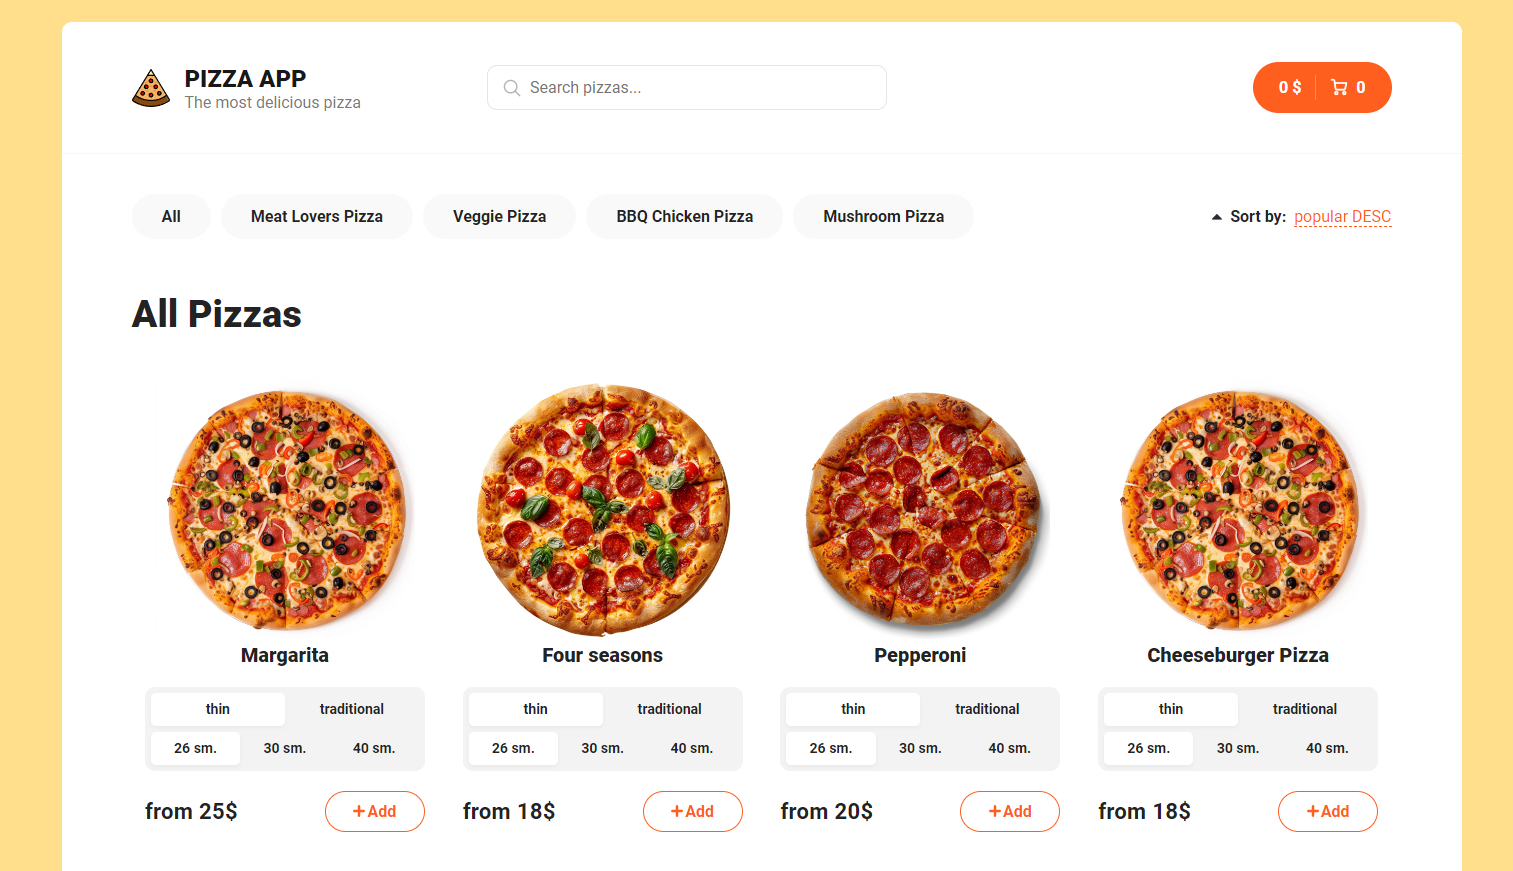 PIZZA APP
The most delicious pizza
Search pizzas...
0 $ 0
All Meat Lovers Pizza Veggie Pizza BBQ Chicken Pizza Mushroom Pizza Sort by: popular DESC
All Pizzas
Margarita Four seasons Pepperoni Cheeseburger Pizza
thin traditional thin traditional thin traditional thin traditional
26 sm. 30 sm. 40 sm. 26 sm. 30 sm. 40 sm. 26 sm. 30 sm. 40 sm. 26 sm. 30 sm. 40 sm.
from 25$ +Add from 18$ +Add from 20$ +Add from 18$ +Add